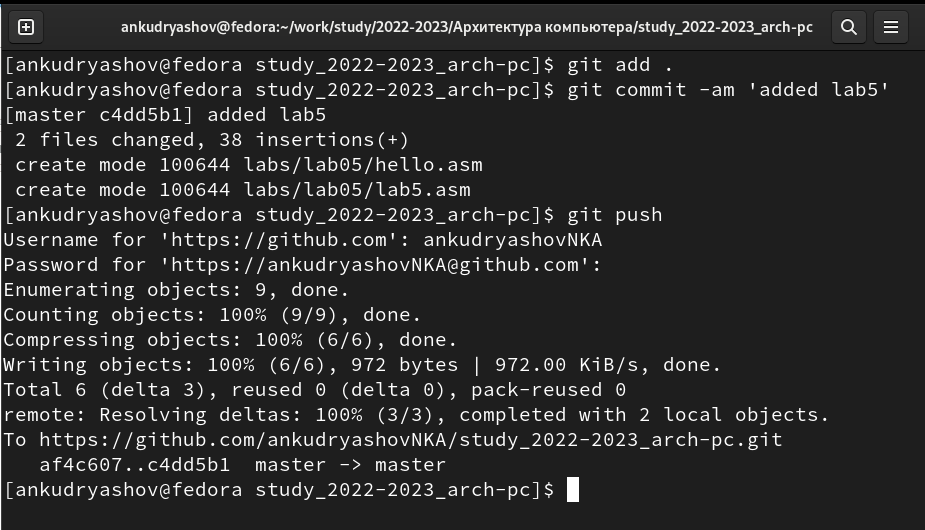 ankudryashov@fedora:~/work/study/2022-2023/Архитектура компьютера/study_2022-2023_arch-pc
[ankudryashov@fedora study_2022-2023_arch-pc]$ git add .
[ankudryashov@fedora study_2022-2023_arch-pc]$ git commit -am 'added lab5'
[master c4dd5b1] added lab5
 2 files changed, 38 insertions(+)
 create mode 100644 labs/lab05/hello.asm
 create mode 100644 labs/lab05/lab5.asm
[ankudryashov@fedora study_2022-2023_arch-pc]$ git push
Username for 'https://github.com': ankudryashovNKA
Password for 'https://ankudryashovNKA@github.com':
Enumerating objects: 9, done.
Counting objects: 100% (9/9), done.
Compressing objects: 100% (6/6), done.
Writing objects: 100% (6/6), 972 bytes | 972.00 KiB/s, done.
Total 6 (delta 3), reused 0 (delta 0), pack-reused 0
remote: Resolving deltas: 100% (3/3), completed with 2 local objects.
To https://github.com/ankudryashovNKA/study_2022-2023_arch-pc.git
   af4c607..c4dd5b1  master -> master
[ankudryashov@fedora study_2022-2023_arch-pc]$